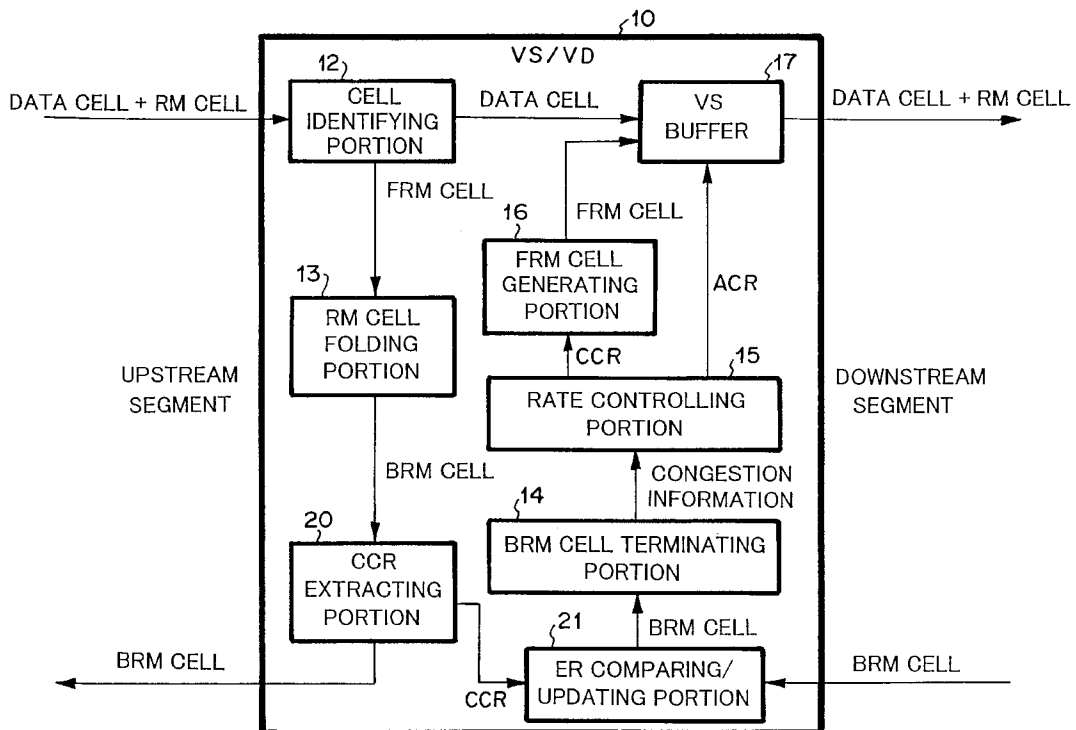 10
VS/VD
12
CELL
IDENTIFYING
PORTION
17
VS
BUFFER
DATA CELL + RM CELL
DATA CELL
DATA CELL + RM CELL
FRM CELL
FRM CELL
16
FRM CELL
GENERATING
PORTION
13
RM CELL
FOLDING
PORTION
ACR
CCR
15
RATE CONTROLLING
PORTION
UPSTREAM
SEGMENT
DOWNSTREAM
SEGMENT
BRM CELL
CONGESTION
INFORMATION
14
BRM CELL TERMINATING
PORTION
20
CCR
EXTRACTING
PORTION
BRM CELL
21
ER COMPARING/
UPDATING PORTION
BRM CELL
CCR
BRM CELL